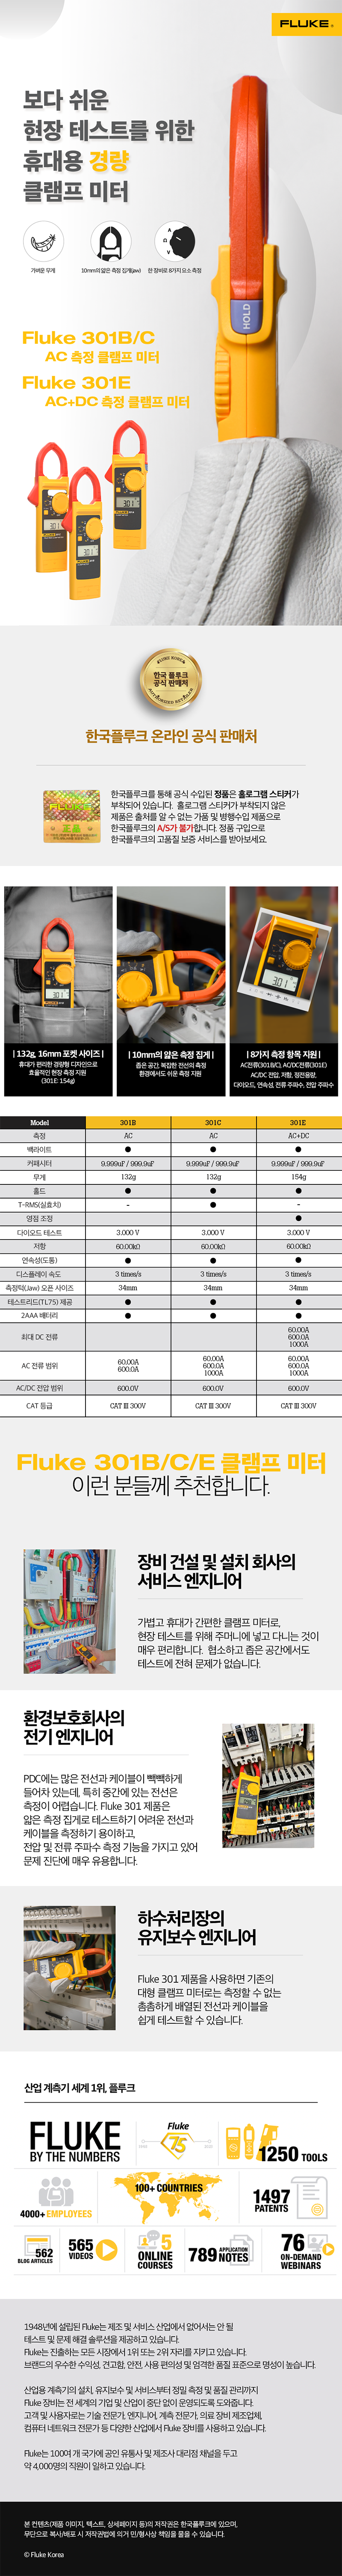 FLUKE®
보다 쉬운
현장 테스트를 위한
휴대용 경량
클램프 미터
가벼운 무게
10mm의 얇은 측정 집게(jaw)
한 장비로 8가지 요소 측정
HOLD
Fluke 301B/C
AC 측정 클램프 미터
Fluke 301E
AC+DC 측정 클램프 미터
FLUKE KOREA
한국 플루크
공식 판매처
AUTHORIZED RESELLER
한국플루크 온라인 공식 판매처
FLUKE
正品
한국플루크를 통해 공식 수입된 정품은 홀로그램 스티커가
부착되어 있습니다. 홀로그램 스티커가 부착되지 않은
제품은 출처를 알 수 없는 가품 및 병행수입 제품으로
한국플루크의 A/S가 불가합니다. 정품 구입으로
한국플루크의 고품질 보증 서비스를 받아보세요.
| 132g, 16mm 포켓 사이즈 |
휴대가 편리한 경량형 디자인으로
효율적인 현장 측정 지원
(301E: 154g)
| 10mm의 얇은 측정 집게 |
좁은 공간, 복잡한 전선의 측정
환경에서도 쉬운 측정 지원
| 8가지 측정 항목 지원 |
AC전류(301B/C), AC/DC전류(301E)
AC/DC 전압, 저항, 정전용량,
다이오드, 연속성, 전류 주파수, 전압 주파수
Model 301B 301C 301E
측정 AC AC AC+DC
백라이트 ● ● ●
커패시터 9.999uF / 999.9uF 9.999uF / 999.9uF 9.999uF / 999.9uF
무게 132g 132g 154g
홀드 ● ● ●
T-RMS(실효치) - ● -
영점 조정 ●
다이오드 테스트 3.000 V 3.000 V 3.000 V
저항 60.00kΩ 60.00kΩ 60.00kΩ
연속성(도통) ● ● ●
디스플레이 속도 3 times/s 3 times/s 3 times/s
측정턱(Jaw) 오픈 사이즈 34mm 34mm 34mm
테스트리드(TL75) 제공 ● ● ●
2AAA 배터리 ● ● ●
최대 DC 전류 60.00A 600.0A 1000A
AC 전류 범위 60.00A 600.0A 60.00A 600.0A 1000A 60.00A 600.0A 1000A
AC/DC 전압 범위 600.0V 600.0V 600.0V
CAT 등급 CAT Ⅲ 300V CAT Ⅲ 300V CAT Ⅲ 300V
Fluke 301B/C/E 클램프 미터
이런 분들께 추천합니다.
장비 건설 및 설치 회사의
서비스 엔지니어
가볍고 휴대가 간편한 클램프 미터로,
현장 테스트를 위해 주머니에 넣고 다니는 것이
매우 편리합니다. 협소하고 좁은 공간에서도
테스트에 전혀 문제가 없습니다.
환경보호회사의
전기 엔지니어
PDC에는 많은 전선과 케이블이 빽빽하게
들어차 있는데, 특히 중간에 있는 전선은
측정이 어렵습니다. Fluke 301 제품은
얇은 측정 집게로 테스트하기 어려운 전선과
케이블을 측정하기 용이하고,
전압 및 전류 주파수 측정 기능을 가지고 있어
문제 진단에 매우 유용합니다.
하수처리장의
유지보수 엔지니어
Fluke 301 제품을 사용하면 기존의
대형 클램프 미터로는 측정할 수 없는
촘촘하게 배열된 전선과 케이블을
쉽게 테스트할 수 있습니다.
산업 계측기 세계 1위, 플루크
FLUKE
BY THE NUMBERS
Fluke
75
1250 TOOLS
4000+ EMPLOYEES
100+ COUNTRIES
1497
PATENTS
562
BLOG ARTICLES
565
VIDEOS
5
ONLINE
COURSES
789 APPLICATION
NOTES
76
ON-DEMAND
WEBINARS
1948년에 설립된 Fluke는 제조 및 서비스 산업에서 없어서는 안 될
테스트 및 문제 해결 솔루션을 제공하고 있습니다.
Fluke는 진출하는 모든 시장에서 1위 또는 2위 자리를 지키고 있습니다.
브랜드의 우수한 수익성, 견고함, 안전, 사용 편의성 및 엄격한 품질 표준으로 명성이 높습니다.
산업용 계측기의 설치, 유지보수 및 서비스부터 정밀 측정 및 품질 관리까지
Fluke 장비는 전 세계의 기업 및 산업이 중단 없이 운영되도록 도와줍니다.
고객 및 사용자로는 기술 전문가, 엔지니어, 계측 전문가, 의료 장비 제조업체,
컴퓨터 네트워크 전문가 등 다양한 산업에서 Fluke 장비를 사용하고 있습니다.
Fluke는 100여 개 국가에 공인 유통사 및 제조사 대리점 채널을 두고
약 4,000명의 직원이 일하고 있습니다.
본 컨텐츠(제품 이미지, 텍스트, 상세페이지 등)의 저작권은 한국플루크에 있으며,
무단으로 복사/배포 시 저작권법에 의거 민/형사상 책임을 물을 수 있습니다.
© Fluke Korea